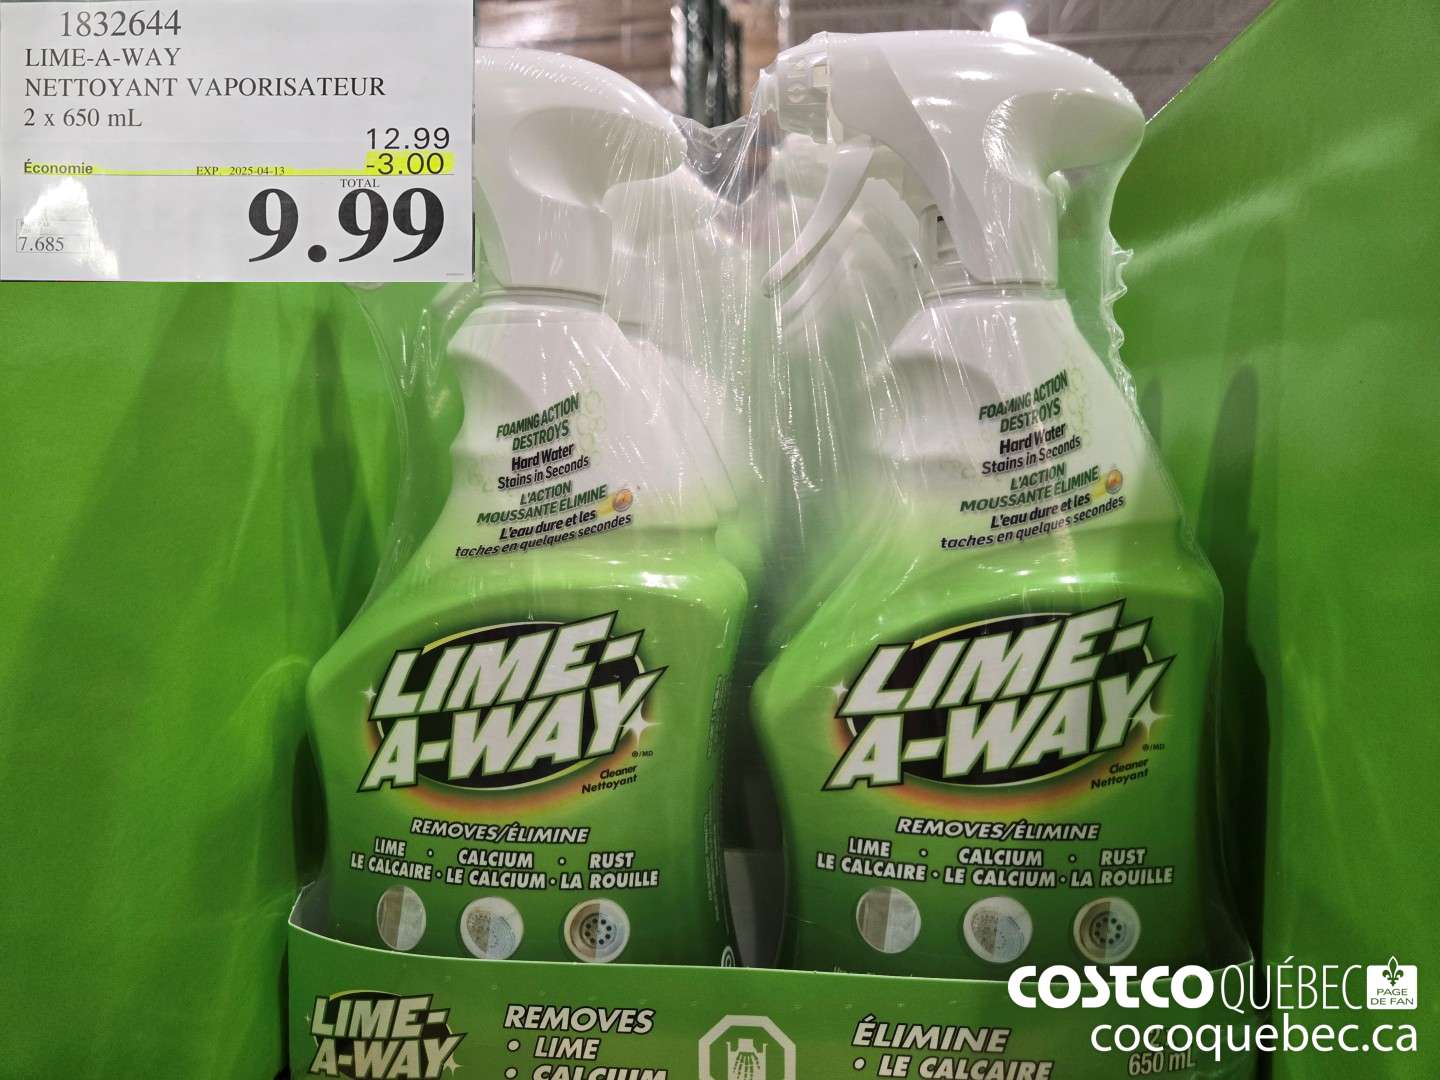 1832644
LIME-A-WAY
NETTOYANT VAPORISATEUR
2 x 650 mL
12.99
Économie EXP. 2025-04-13 -3.00
TOTAL
9.99
7.685
FOAMING ACTION
DESTROYS
Hard Water
Stains in Seconds
L'ACTION
MOUSSANTE ÉLIMINE
L'eau dure et les
taches en quelques secondes
LIME-
A-WAY
®/MD
Cleaner
Nettoyant
REMOVES/ÉLIMINE
LIME · CALCIUM · RUST
LE CALCAIRE · LE CALCIUM · LA ROUILLE
FOAMING ACTION
DESTROYS
Hard Water
Stains in Seconds
L'ACTION
MOUSSANTE ÉLIMINE
L'eau dure et les
taches en quelques secondes
LIME-
A-WAY
®/MD
Cleaner
Nettoyant
REMOVES/ÉLIMINE
LIME · CALCIUM · RUST
LE CALCAIRE · LE CALCIUM · LA ROUILLE
LIME-
A-WAY
REMOVES
• LIME
• CALCIUM
ÉLIMINE
• LE CALCAIRE
650 mL
COSTCO QUÉBEC PAGE
DE FAN
cocoquebec.ca